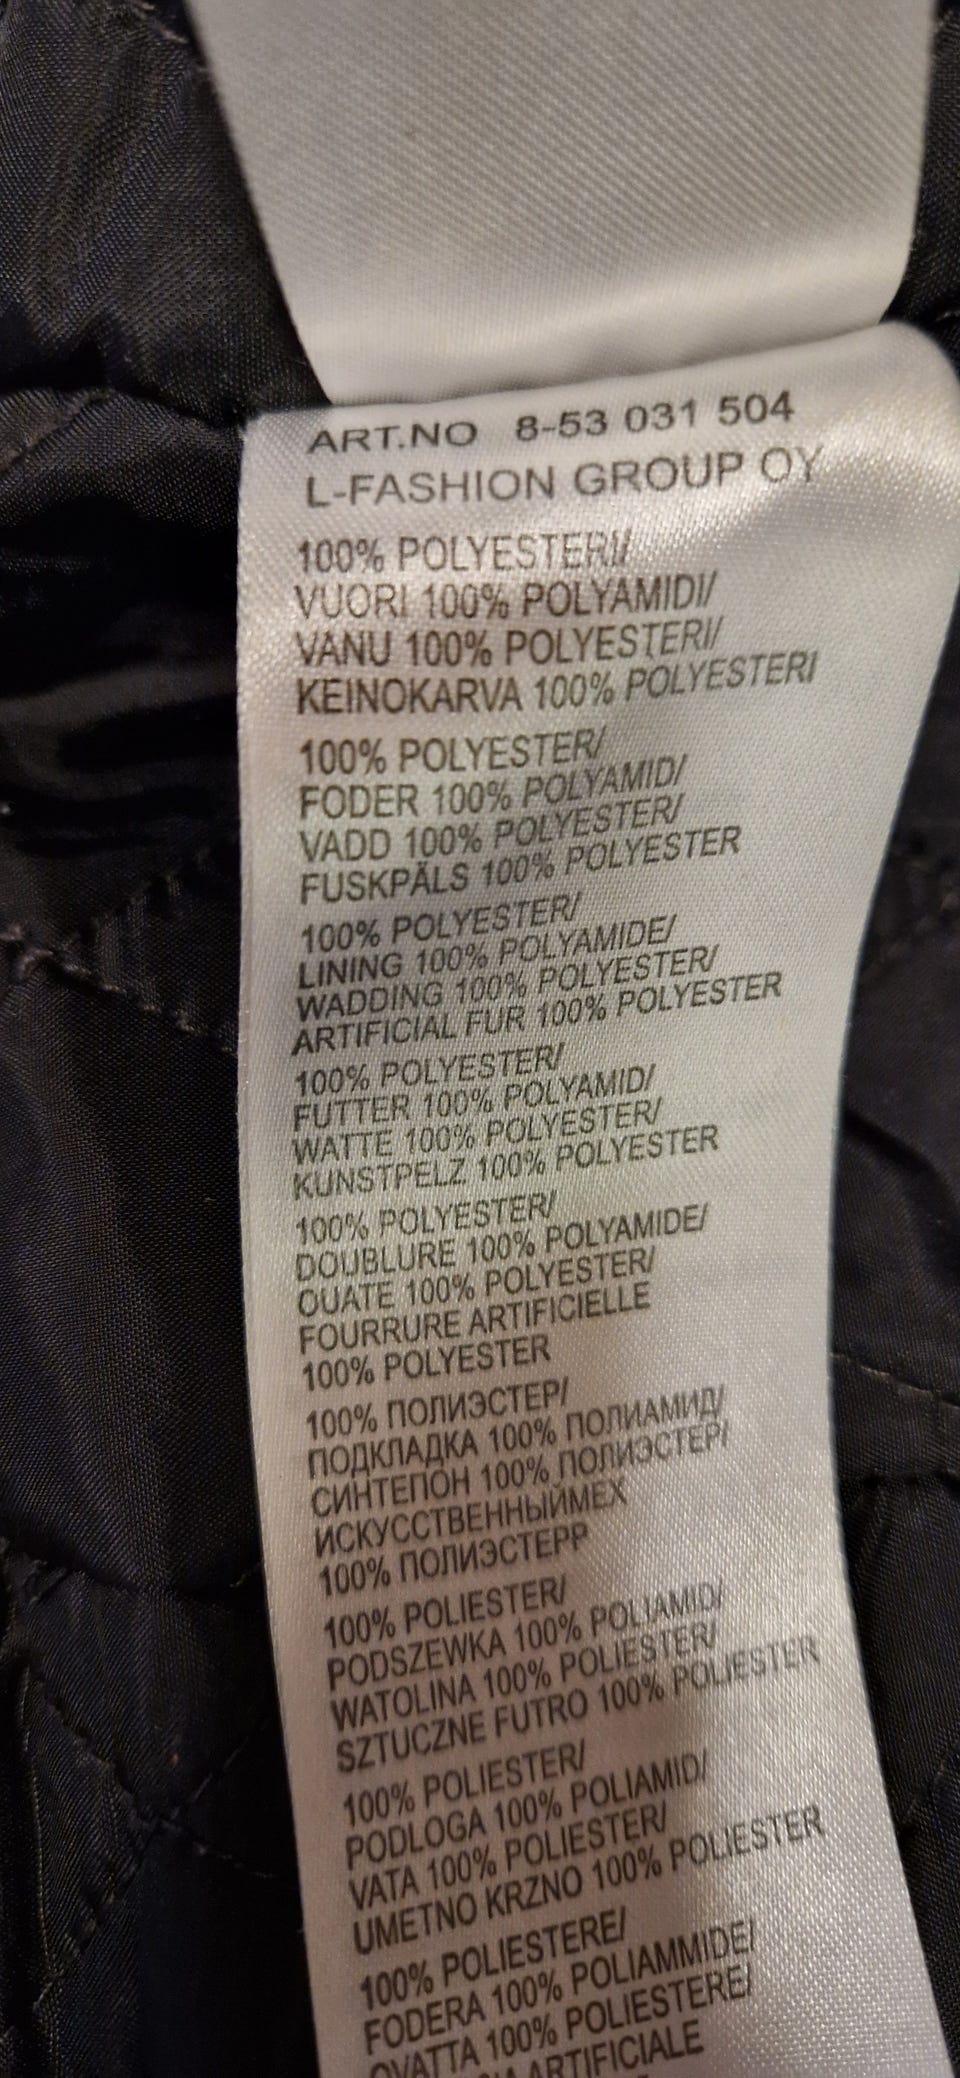 ART.NO 8-53 031 504
L-FASHION GROUP OY
100% POLYESTERI/
VUORI 100% POLYAMIDI/
VANU 100% POLYESTERI/
KEINOKARVA 100% POLYESTERI
100% POLYESTER/
FODER 100% POLYAMID/
VADD 100% POLYESTER/
FUSKPÄLS 100% POLYESTER
100% POLYESTER/
LINING 100% POLYAMIDE/
WADDING 100% POLYESTER/
ARTIFICIAL FUR 100% POLYESTER
100% POLYESTER/
FUTTER 100% POLYAMID/
WATTE 100% POLYESTER/
KUNSTPELZ 100% POLYESTER
100% POLYESTER/
DOUBLURE 100% POLYAMIDE/
OUATE 100% POLYESTER/
FOURRURE ARTIFICIELLE
100% POLYESTER
100% ПОЛИЭСТЕР/
ПОДКЛАДКА 100% ПОЛИАМИД/
СИНТЕПОН 100% ПОЛИЭСТЕР/
ИСКУССТВЕННЫЙМЕХ
100% ПОЛИЭСТЕРР
100% POLIESTER/
PODSZEWKA 100% POLIAMID/
WATOLINA 100% POLIESTER/
SZTUCZNE FUTRO 100% POLIESTER
100% POLIESTER/
PODLOGA 100% POLIAMID/
VATA 100% POLIESTER/
UMETNO KRZNO 100% POLIESTER
100% POLIESTERE/
FODERA 100% POLIAMMIDE/
OVATTA 100% POLIESTERE/
ARTIFICIALE